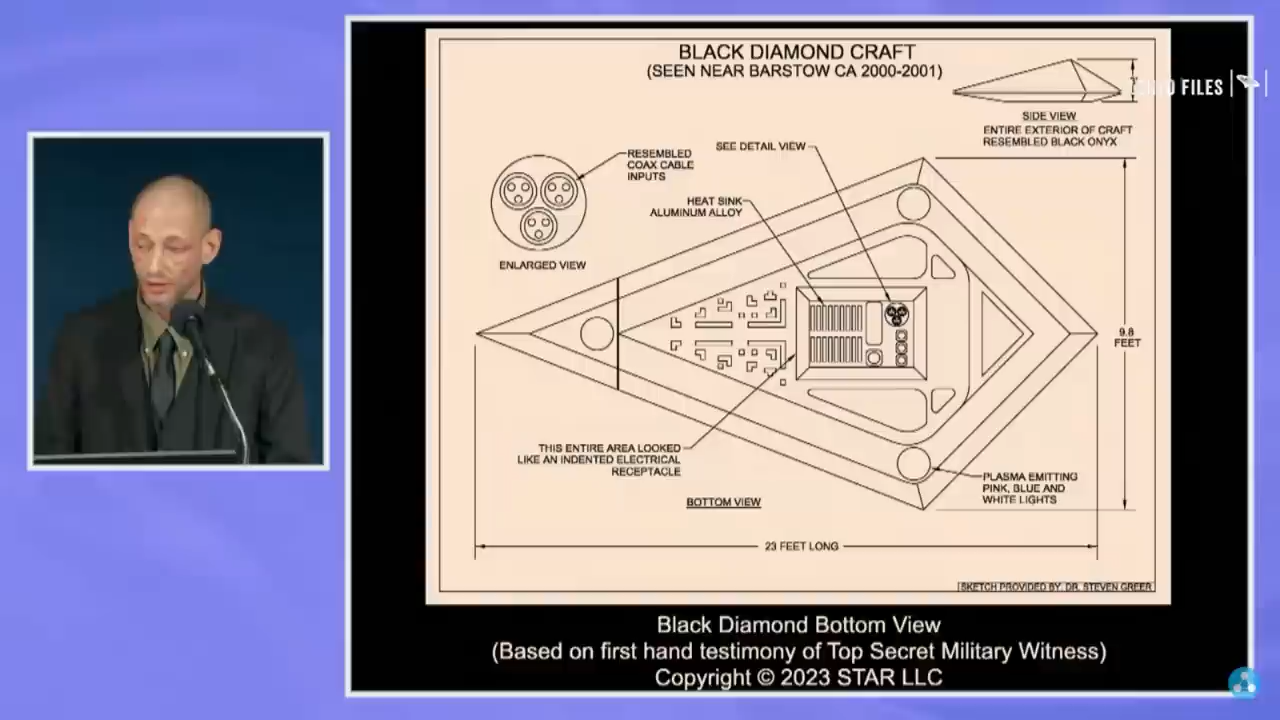 BLACK DIAMOND CRAFT
(SEEN NEAR BARSTOW CA 2000-2001)
FILES
SIDE VIEW
ENTIRE EXTERIOR OF CRAFT
RESEMBLED BLACK ONYX
RESEMBLED
COAX CABLE
INPUTS
SEE DETAIL VIEW
HEAT SINK
ALUMINUM ALLOY
ENLARGED VIEW
9.8
FEET
THIS ENTIRE AREA LOOKED
LIKE AN INDENTED ELECTRICAL
RECEPTACLE
PLASMA EMITTING
PINK, BLUE AND
WHITE LIGHTS
BOTTOM VIEW
23 FEET LONG
SKETCH PROVIDED BY: DR. STEVEN GREER
Black Diamond Bottom View
(Based on first hand testimony of Top Secret Military Witness)
Copyright © 2023 STAR LLC